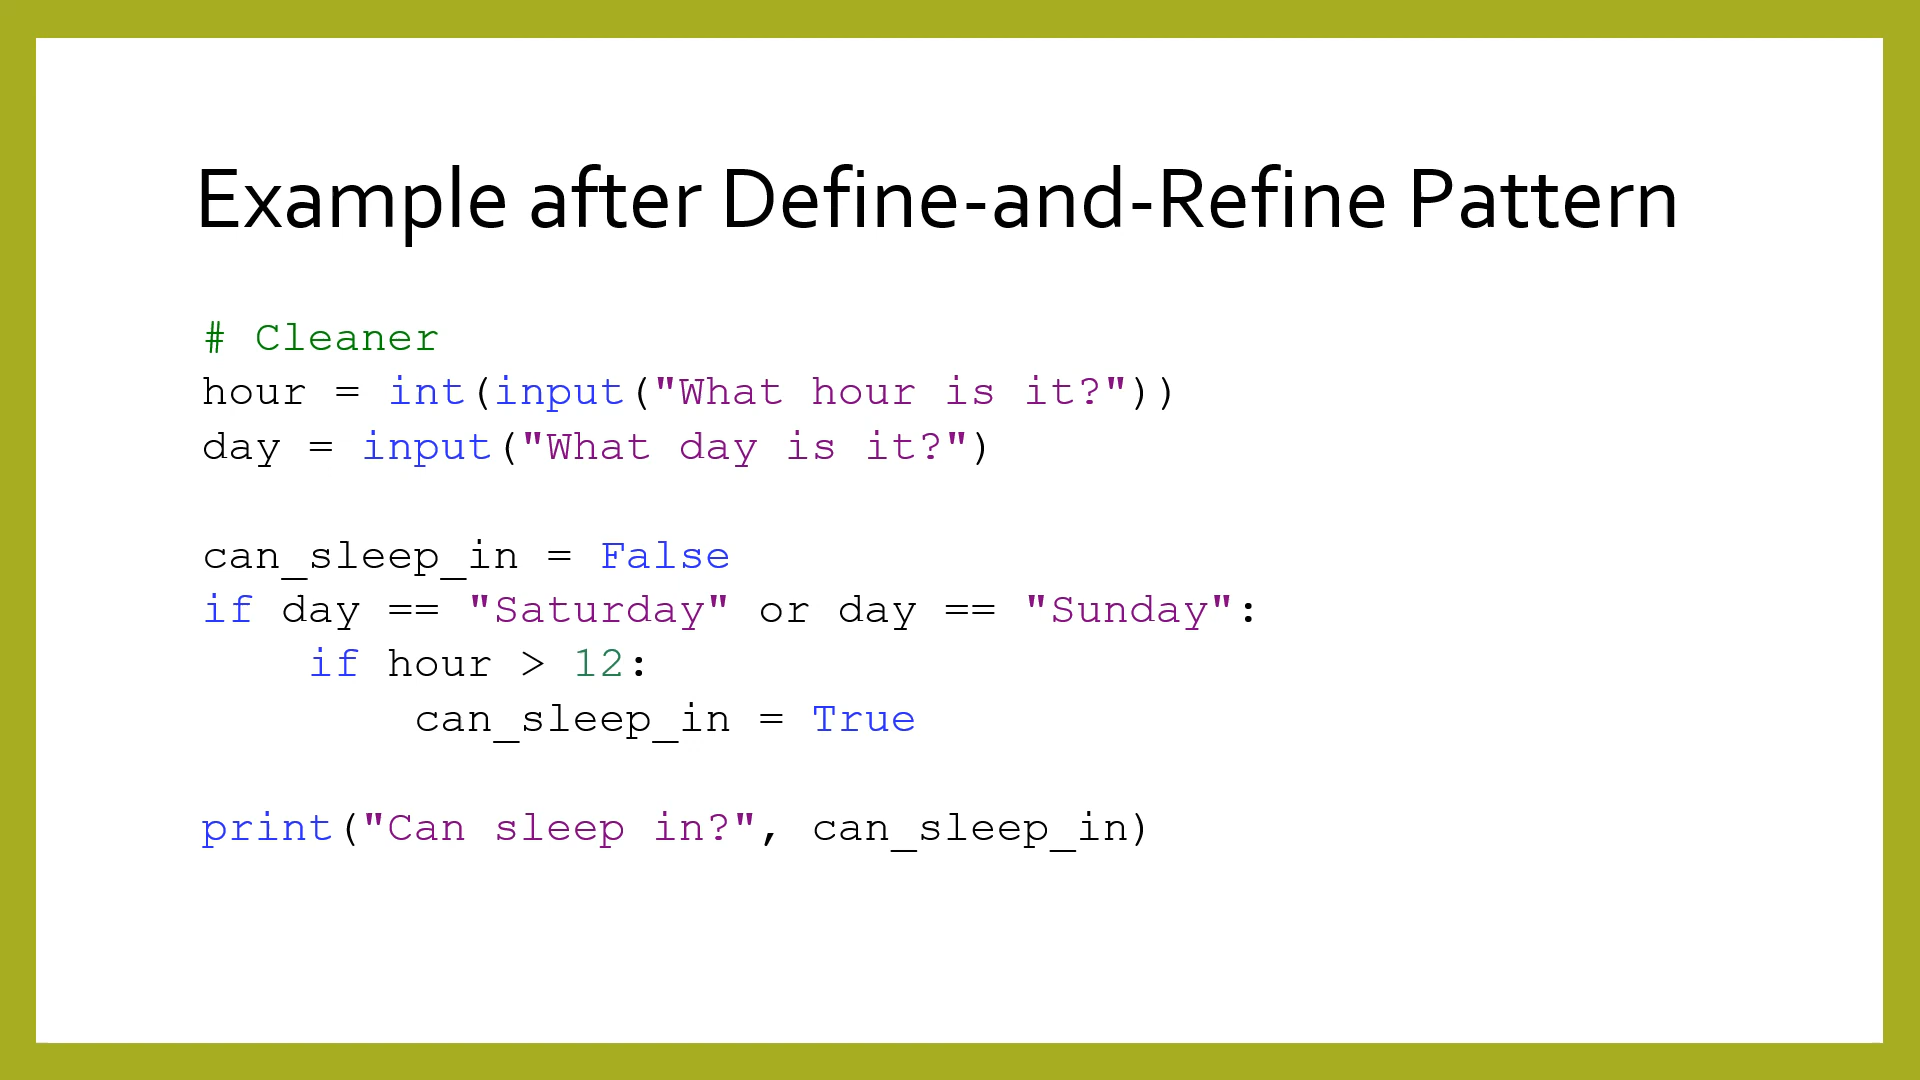 Example after Define-and-Refine Pattern
# Cleaner
hour = int(input("What hour is it?"))
day = input("What day is it?")
can_sleep_in = False
if day == "Saturday" or day == "Sunday":
    if hour > 12:
        can_sleep_in = True
print("Can sleep in?", can_sleep_in)